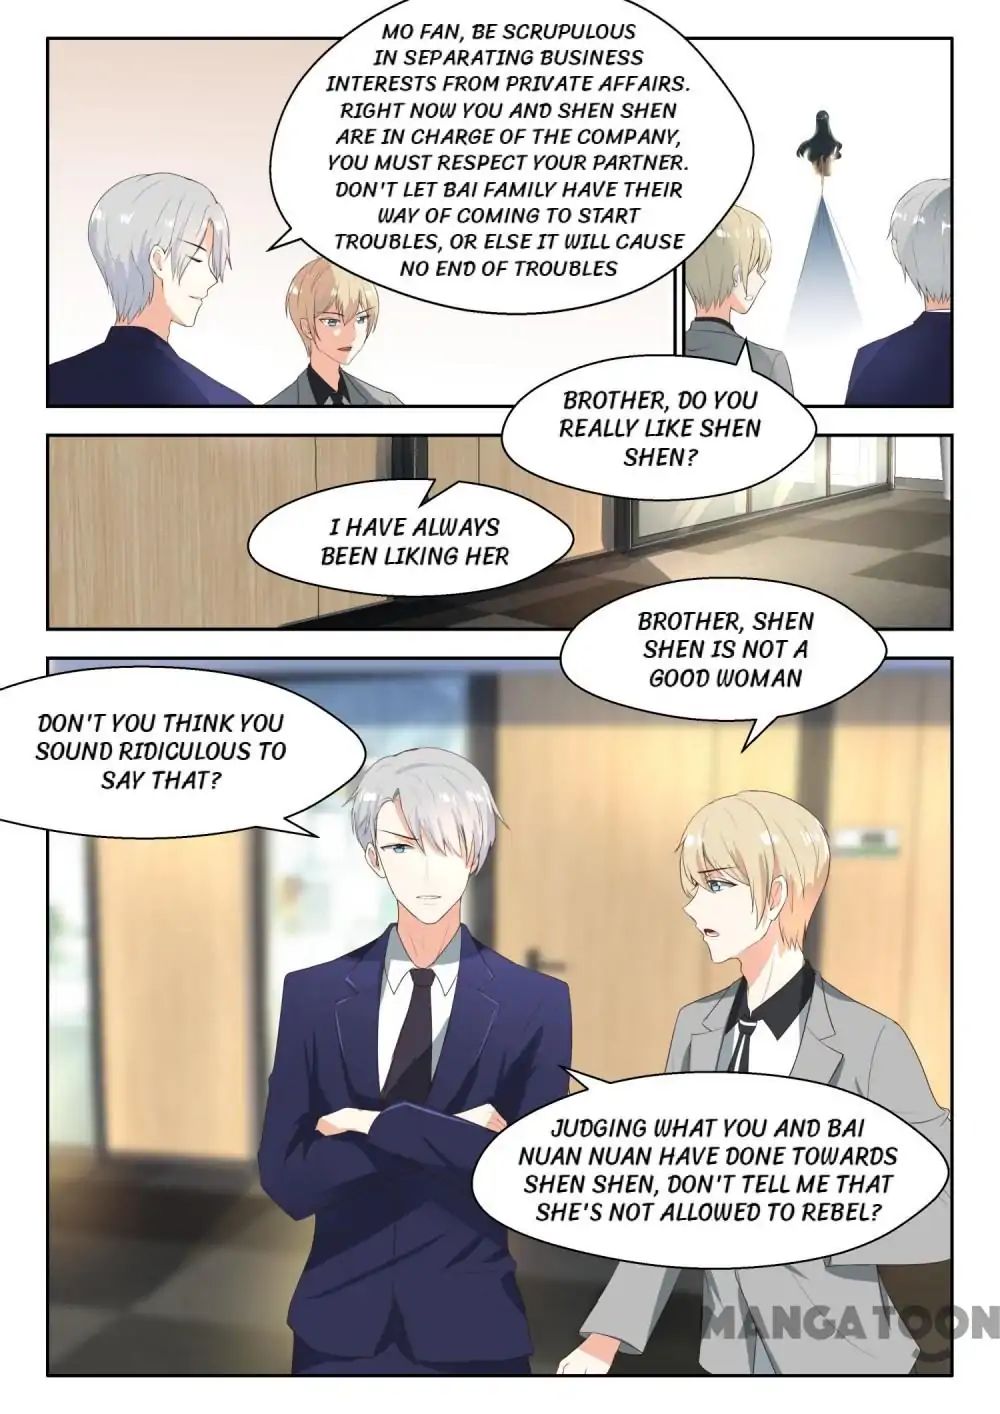 MO FAN, BE SCRUPULOUS
IN SEPARATING BUSINESS
INTERESTS FROM PRIVATE AFFAIRS.
RIGHT NOW YOU AND SHEN SHEN
ARE IN CHARGE OF THE COMPANY,
YOU MUST RESPECT YOUR PARTNER.
DON'T LET BAI FAMILY HAVE THEIR
WAY OF COMING TO START
TROUBLES, OR ELSE IT WILL CAUSE
NO END OF TROUBLES
BROTHER, DO YOU
REALLY LIKE SHEN
SHEN?
I HAVE ALWAYS
BEEN LIKING HER
BROTHER, SHEN
SHEN IS NOT A
GOOD WOMAN
DON'T YOU THINK YOU
SOUND RIDICULOUS TO
SAY THAT?
JUDGING WHAT YOU AND BAI
NUAN NUAN HAVE DONE TOWARDS
SHEN SHEN, DON'T TELL ME THAT
SHE'S NOT ALLOWED TO REBEL?
MANGATOON